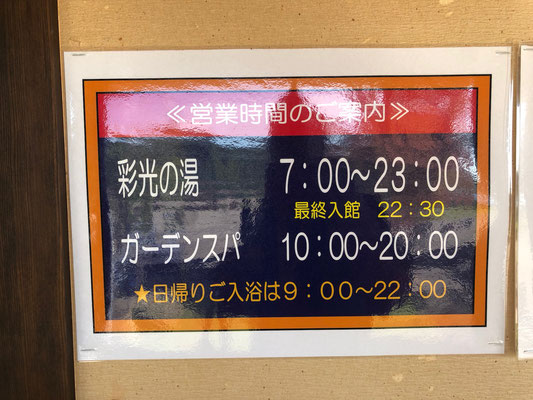 ≪営業時間のご案内≫
彩光の湯 7：00～23：00
最終入館 22：30
ガーデンスパ 10：00～20：00
★日帰りご入浴は9：00～22：00